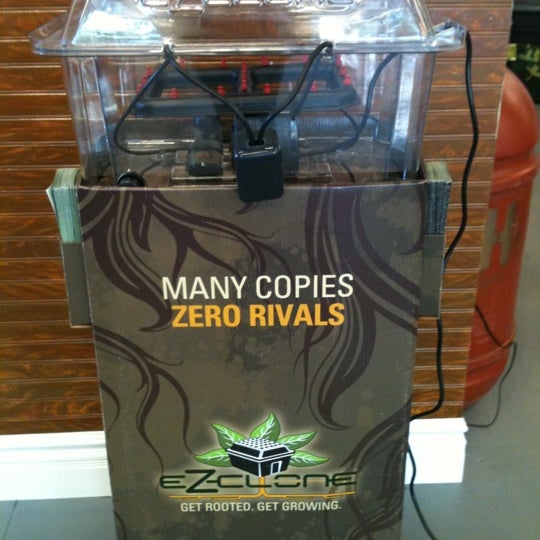 MANY COPIES
ZERO RIVALS
EZ-CLONE
GET ROOTED. GET GROWING.